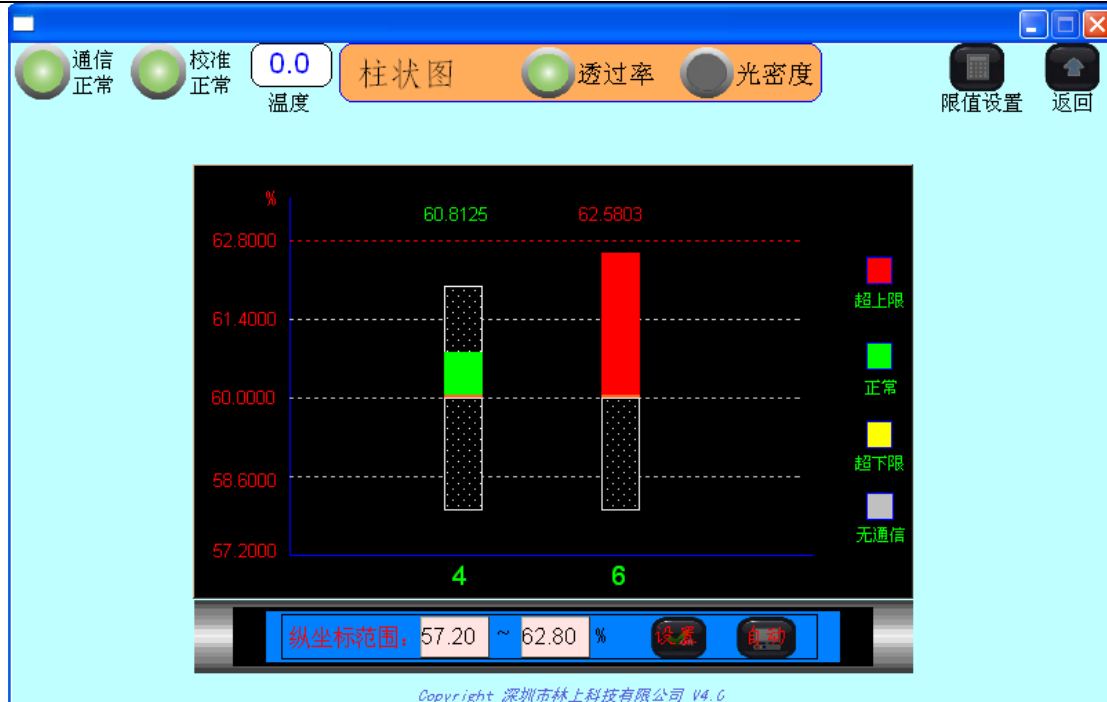 通信
正常
校准
正常
0.0
温度
柱状图
透过率
光密度
限值设置
返回
%
60.8125
62.5803
62.8000
61.4000
60.0000
58.6000
57.2000
4
6
超上限
正常
超下限
无通信
纵坐标范围: 57.20 ~ 62.80 % 设置 自动
Copyright 深圳市林上科技有限公司 V4.0